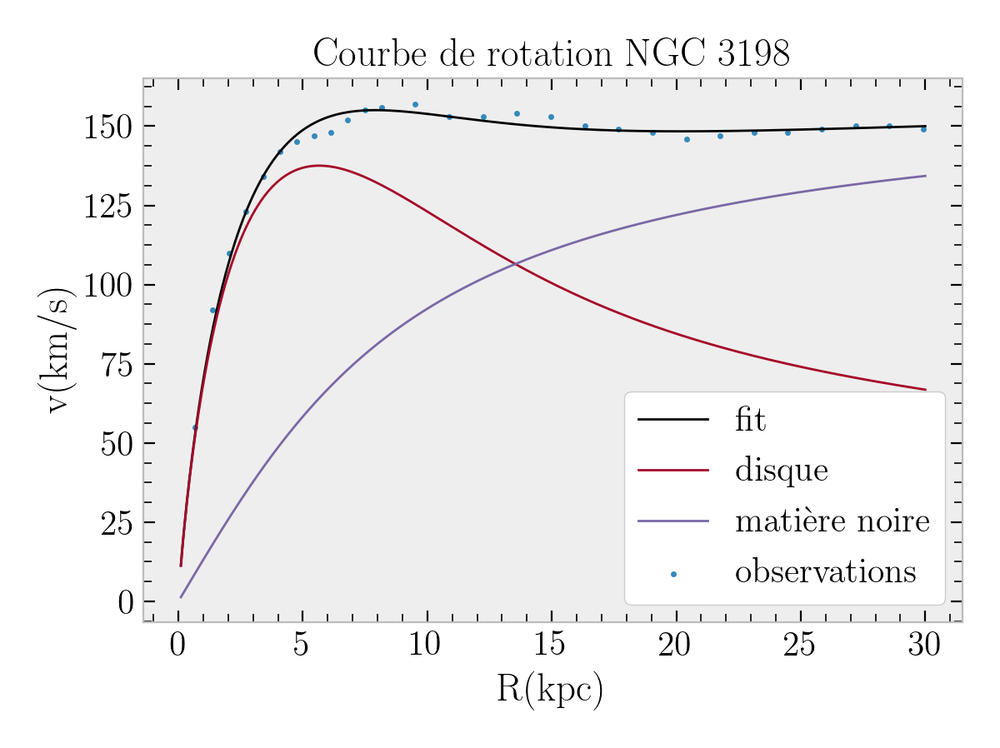 Courbe de rotation NGC 3198
v(km/s)
150
125
100
75
50
25
0
fit
disque
matière noire
observations
0 5 10 15 20 25 30
R(kpc)